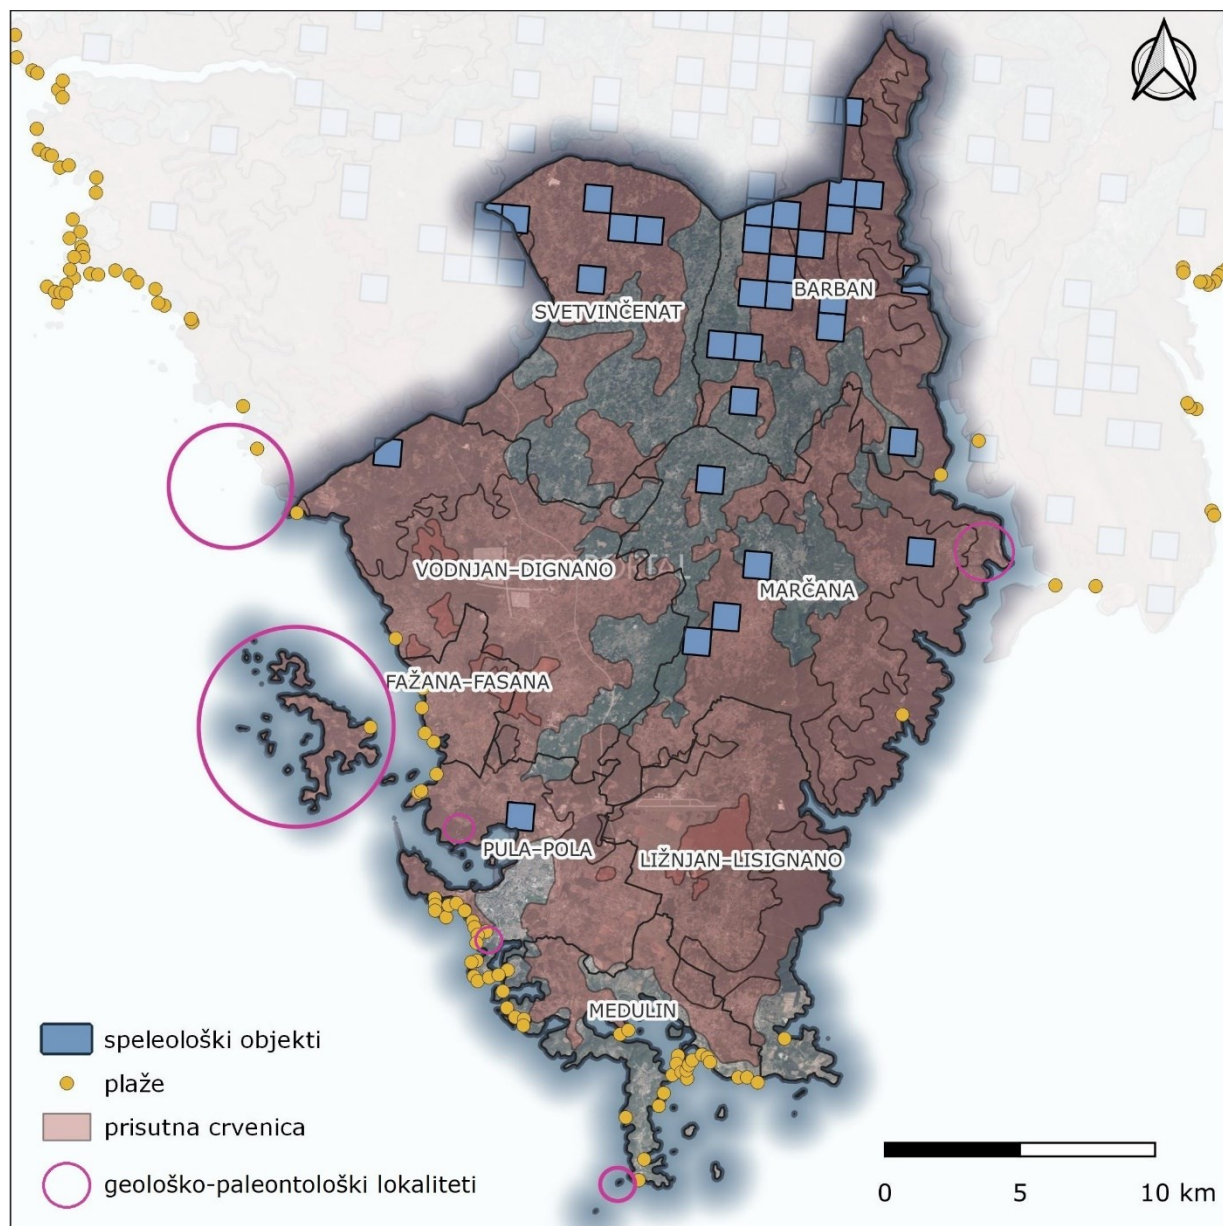 SVETVINČENAT
BARBAN
VODNJAN–DIGNANO
MARČANA
FAŽANA–FASANA
PULA–POLA
LIŽNJAN–LISIGNANO
MEDULIN
speleološki objekti
plaže
prisutna crvenica
geološko-paleontološki lokaliteti
0 5 10 km